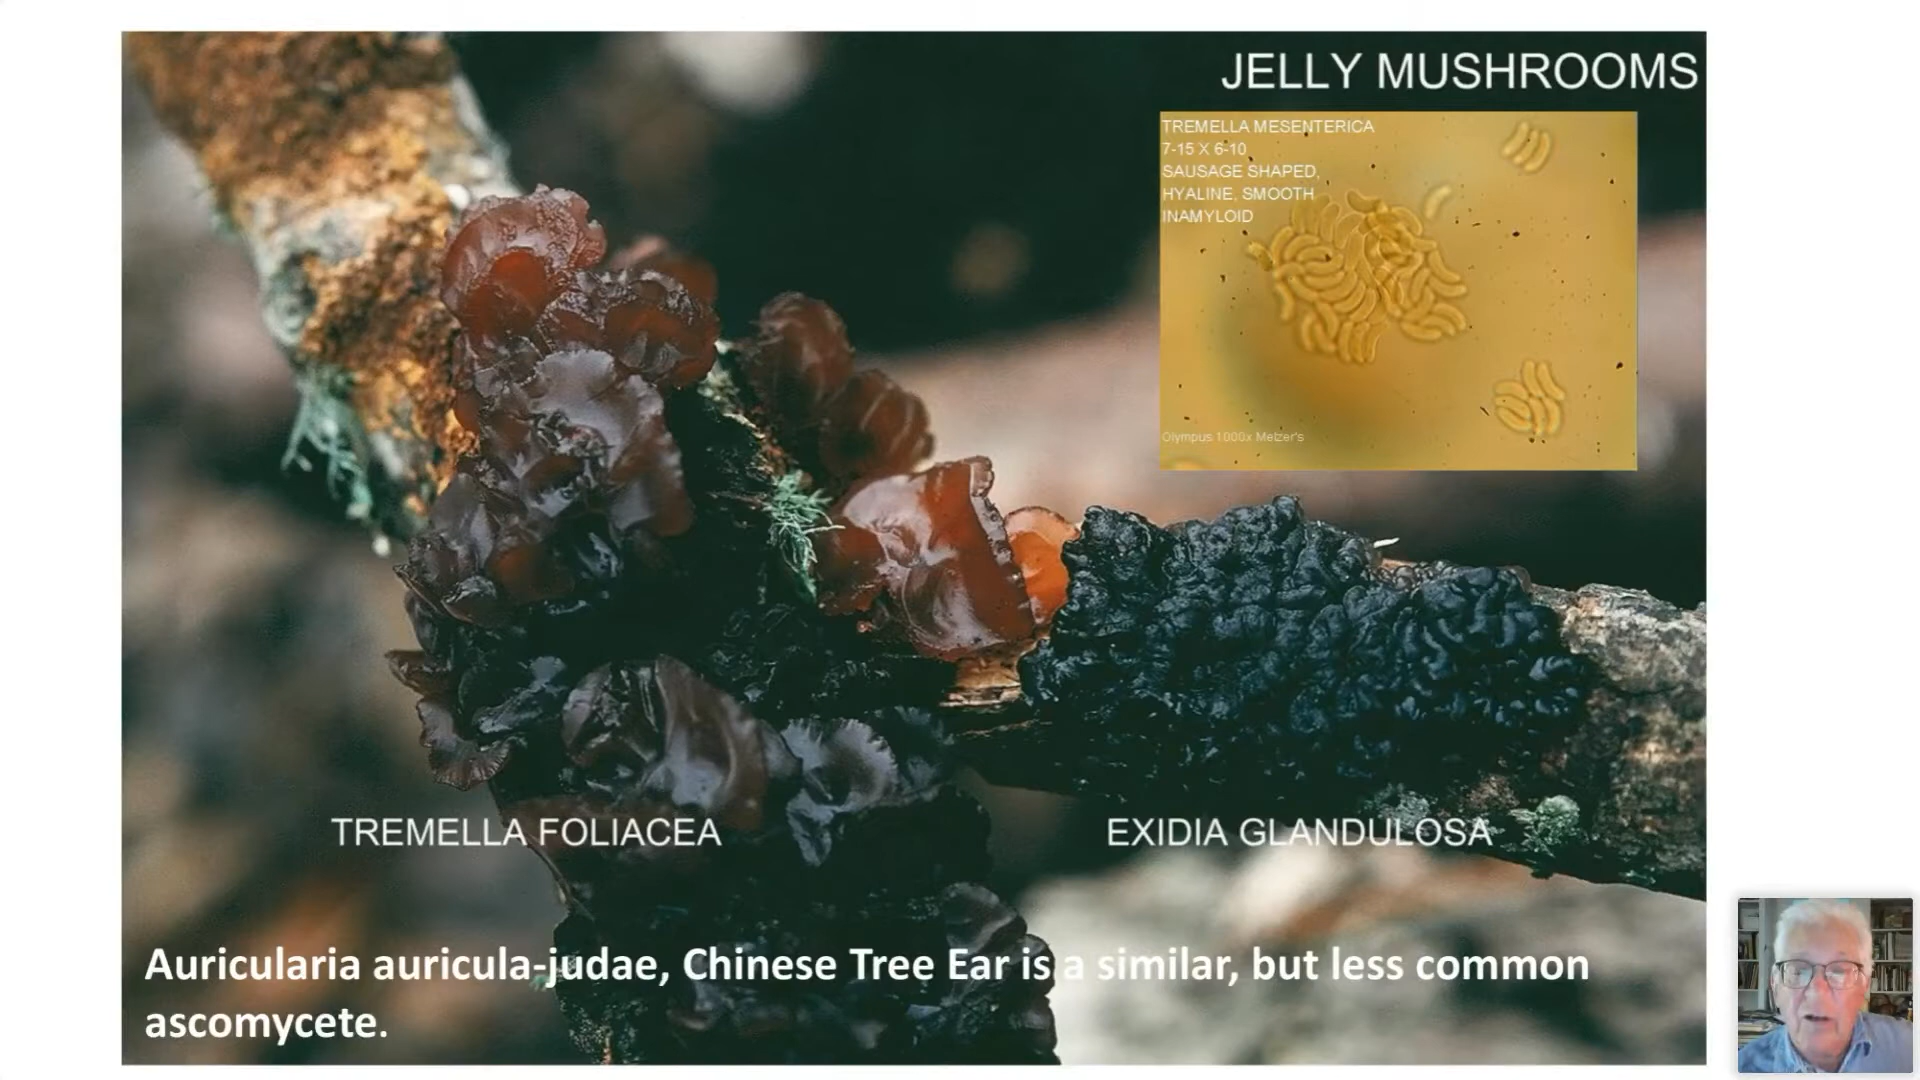 JELLY MUSHROOMS
TREMELLA MESENTERICA
7-15 X 6-10
SAUSAGE SHAPED,
HYALINE, SMOOTH
INAMYLOID
Olympus 1000x Melzer's
TREMELLA FOLIACEA
EXIDIA GLANDULOSA
Auricularia auricula-judae, Chinese Tree Ear is a similar, but less common
ascomycete.